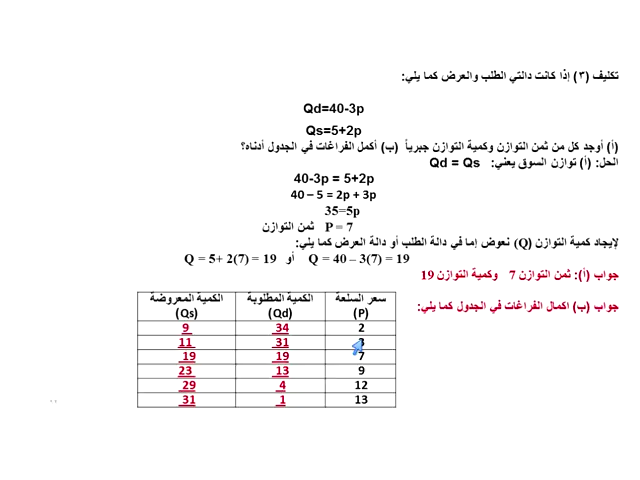 تكليف (٣) إذا كانت دالتي الطلب والعرض كما يلي:
Qd=40-3p
Qs=5+2p
(أ) أوجد كل من ثمن التوازن وكمية التوازن جبرياً (ب) أكمل الفراغات في الجدول أدناه؟
الحل: (أ) توازن السوق يعني: Qd = Qs
40-3p = 5+2p
40 – 5 = 2p + 3p
35=5p
P = 7 ثمن التوازن
لإيجاد كمية التوازن (Q) نعوض إما في دالة الطلب أو دالة العرض كما يلي:
Q = 40 – 3(7) = 19 أو Q = 5+ 2(7) = 19
جواب (أ): ثمن التوازن 7 وكمية التوازن 19
جواب (ب) اكمال الفراغات في الجدول كما يلي:
سعر السلعة الكمية المطلوبة الكمية المعروضة
(P) (Qd) (Qs)
2 34 9
3 31 11
7 19 19
9 13 23
12 4 29
13 1 31